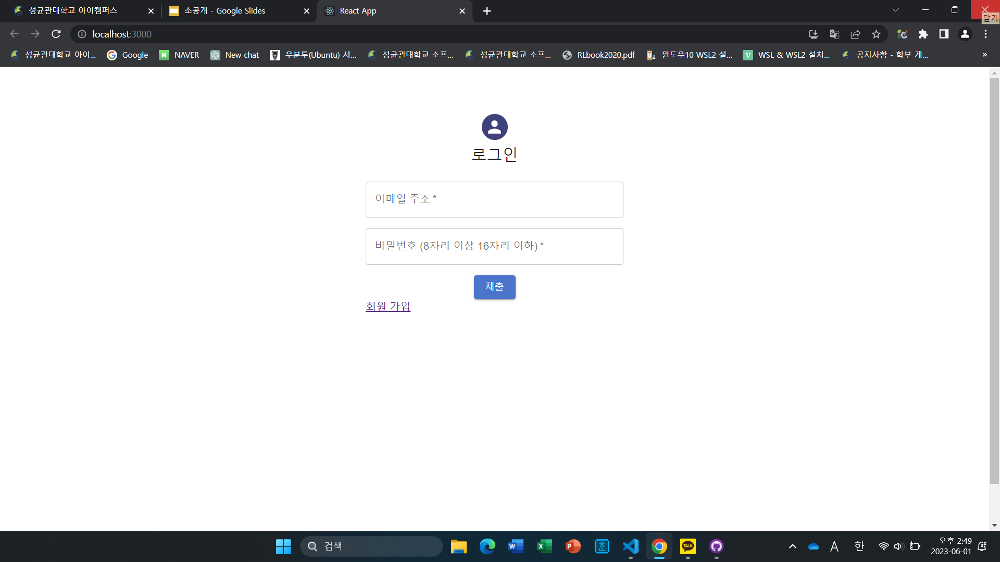 성균관대학교 아이캠퍼스
소공개 - Google Slides
React App
닫기
localhost:3000
성균관대학교 아이...
Google
NAVER
New chat
우분투(Ubuntu) 서...
성균관대학교 소프...
성균관대학교 소프...
RLbook2020.pdf
윈도우10 WSL2 설...
WSL & WSL2 설치...
공지사항 - 학부 게...
»
로그인
이메일 주소 *
비밀번호 (8자리 이상 16자리 이하) *
제출
회원 가입
검색
A
한
오후 2:49
2023-06-01